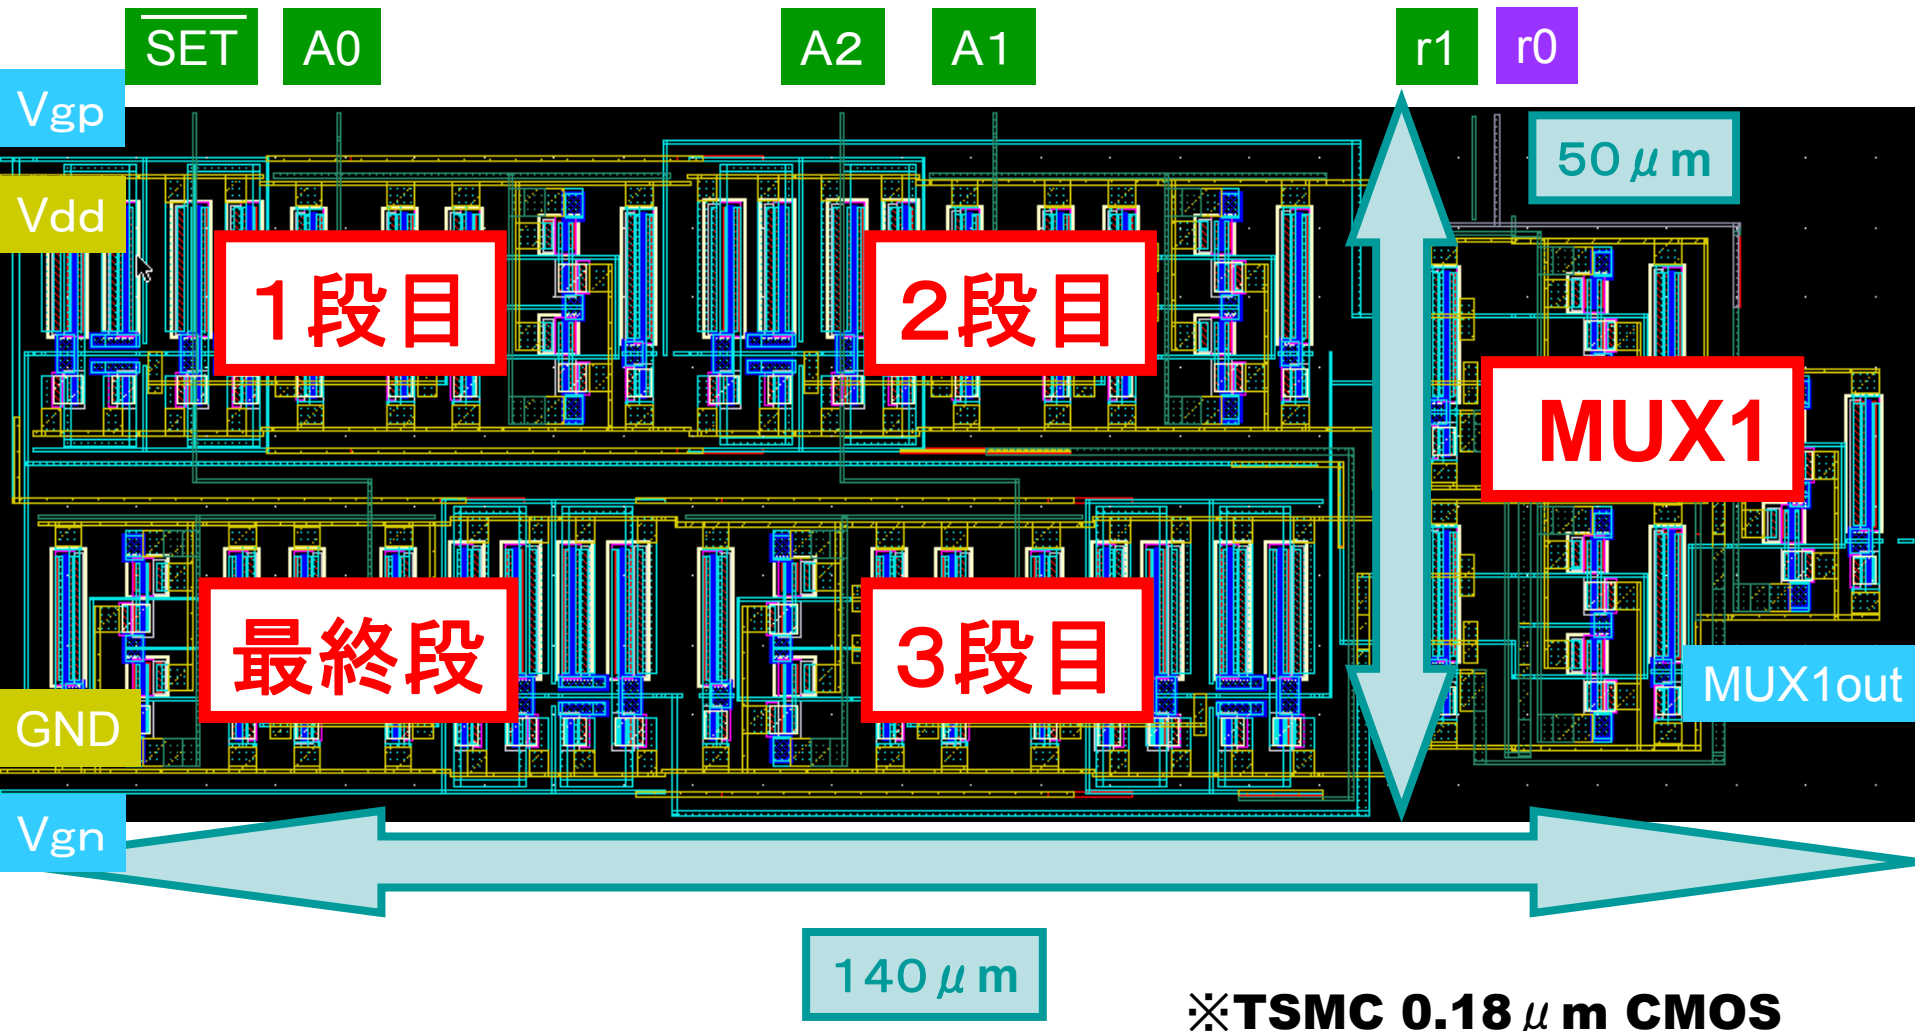 SET A0 A2 A1 r1 r0
Vgp
50μm
Vdd
1段目 2段目
MUX1
最終段 3段目
MUX1out
GND
Vgn
140μm
※TSMC 0.18μm CMOS